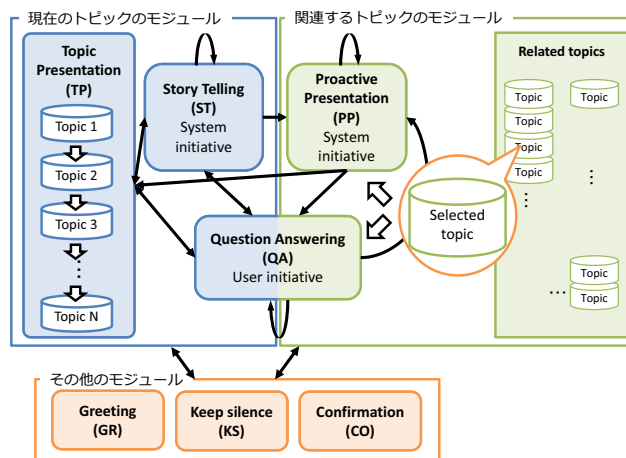 現在のトピックのモジュール
関連するトピックのモジュール
Topic
Presentation
(TP)
Topic 1
Topic 2
Topic 3
⋮
Topic N
Story Telling
(ST)
System
initiative
Proactive
Presentation
(PP)
System
initiative
Question Answering
(QA)
User initiative
Selected
topic
Related topics
Topic
Topic
Topic
Topic
Topic
⋮
⋮
Topic
…
Topic
その他のモジュール
Greeting
(GR)
Keep silence
(KS)
Confirmation
(CO)